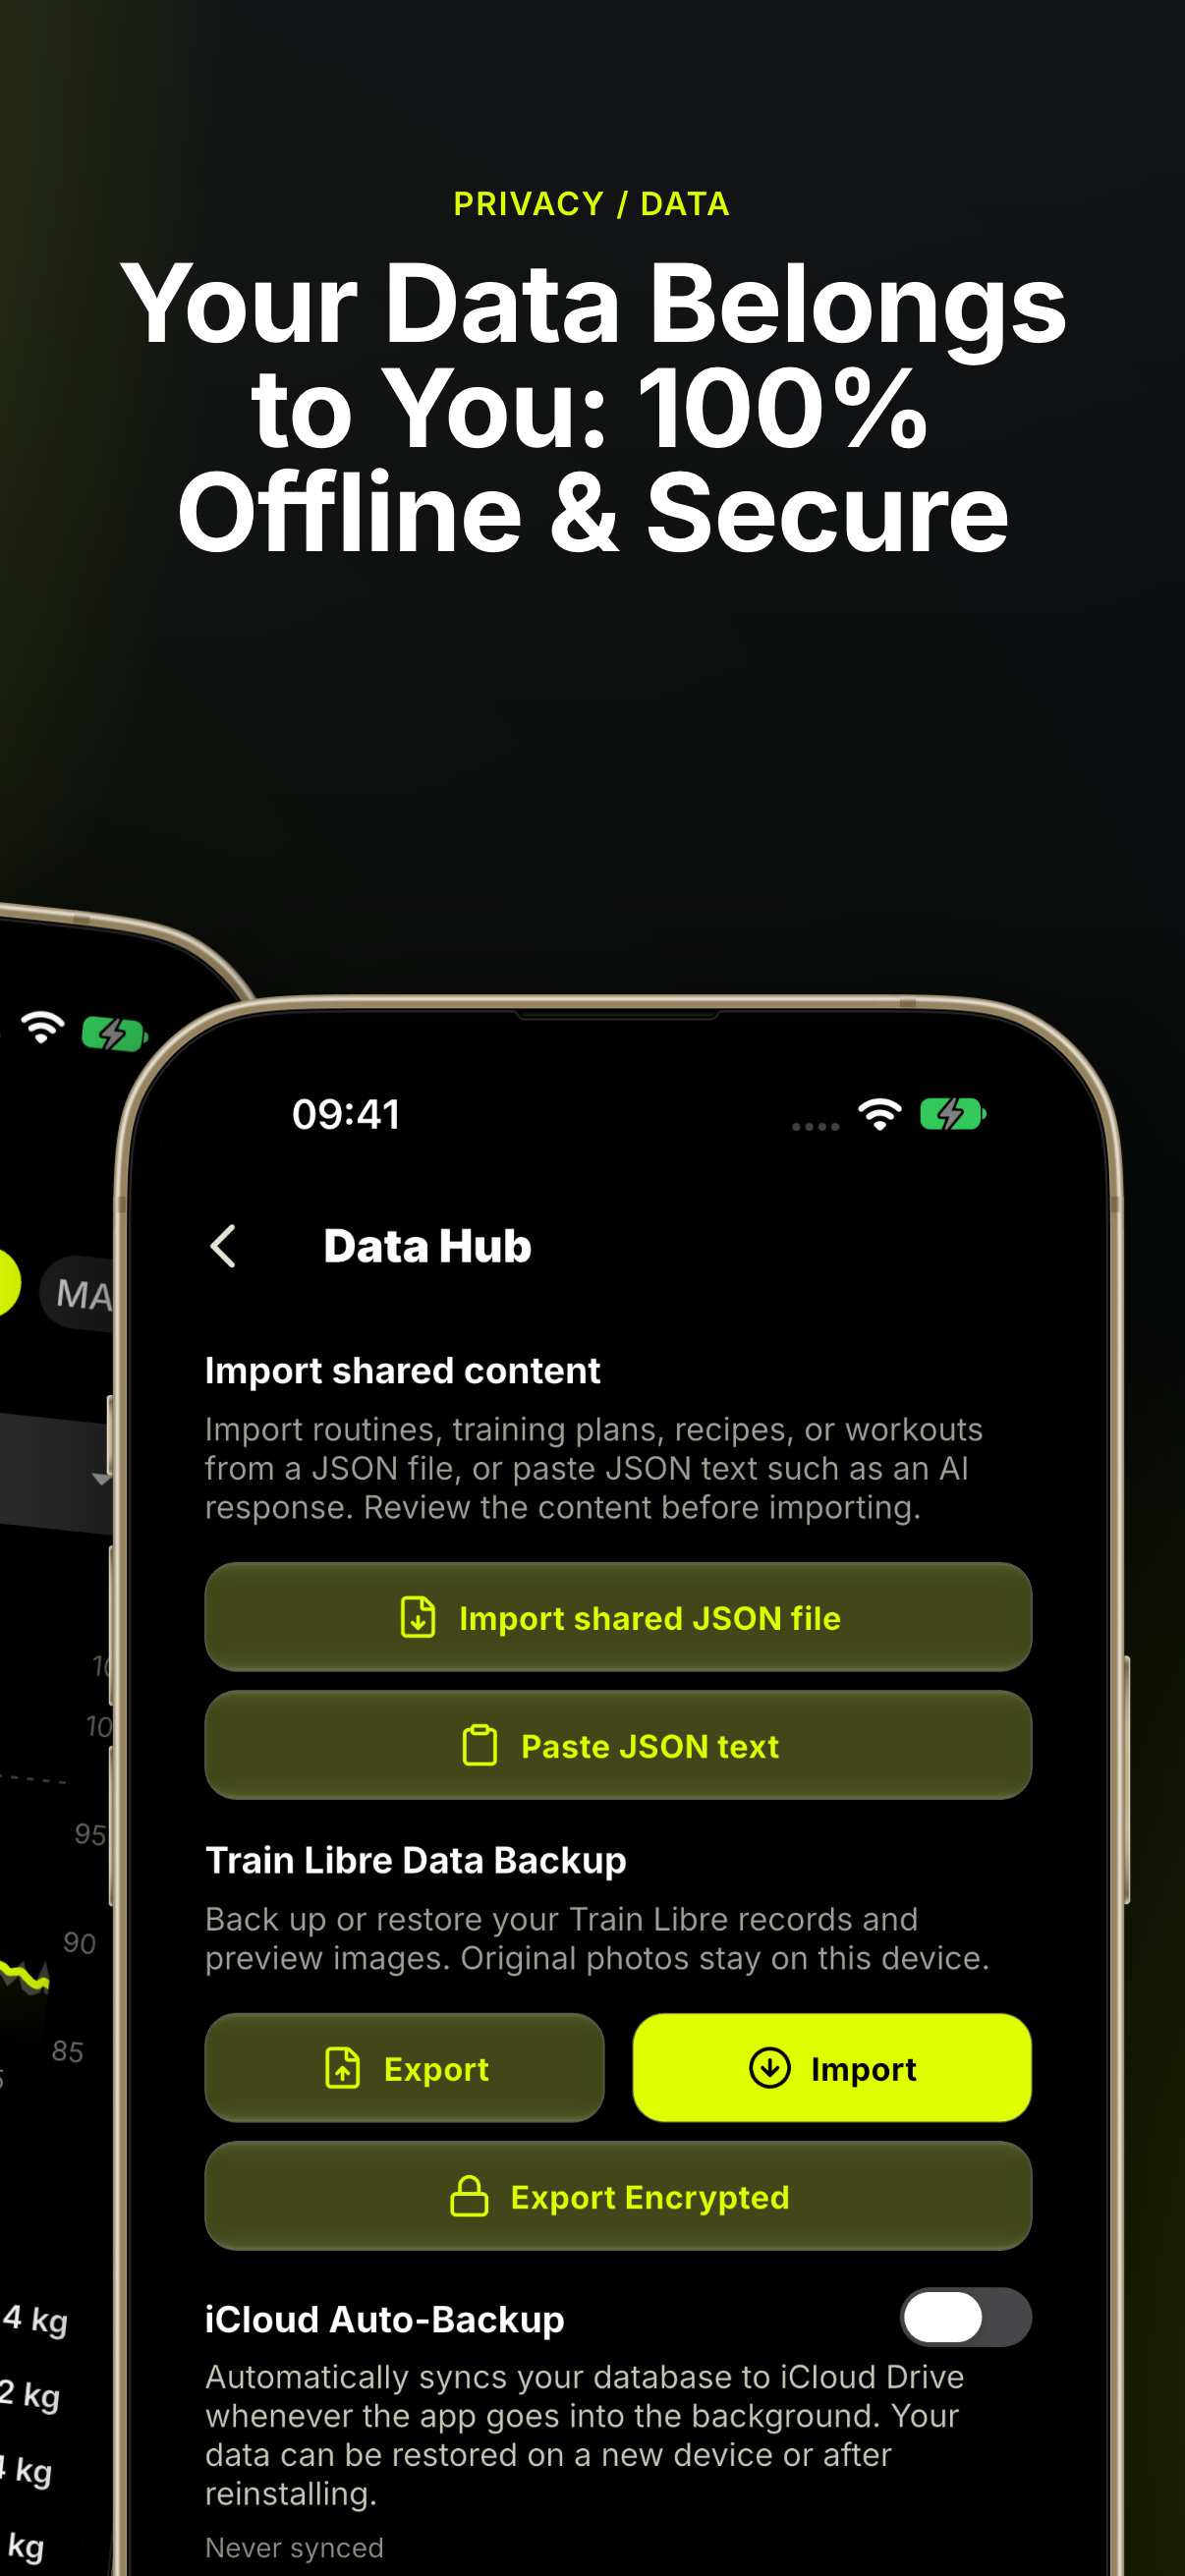 PRIVACY / DATA
Your Data Belongs
to You: 100%
Offline & Secure
09:41
Data Hub
Import shared content
Import routines, training plans, recipes, or workouts
from a JSON file, or paste JSON text such as an AI
response. Review the content before importing.
Import shared JSON file
Paste JSON text
Train Libre Data Backup
Back up or restore your Train Libre records and
preview images. Original photos stay on this device.
Export
Import
Export Encrypted
iCloud Auto-Backup
Automatically syncs your database to iCloud Drive
whenever the app goes into the background. Your
data can be restored on a new device or after
reinstalling.
Never synced
95
90
85
4 kg
2 kg
kg
kg